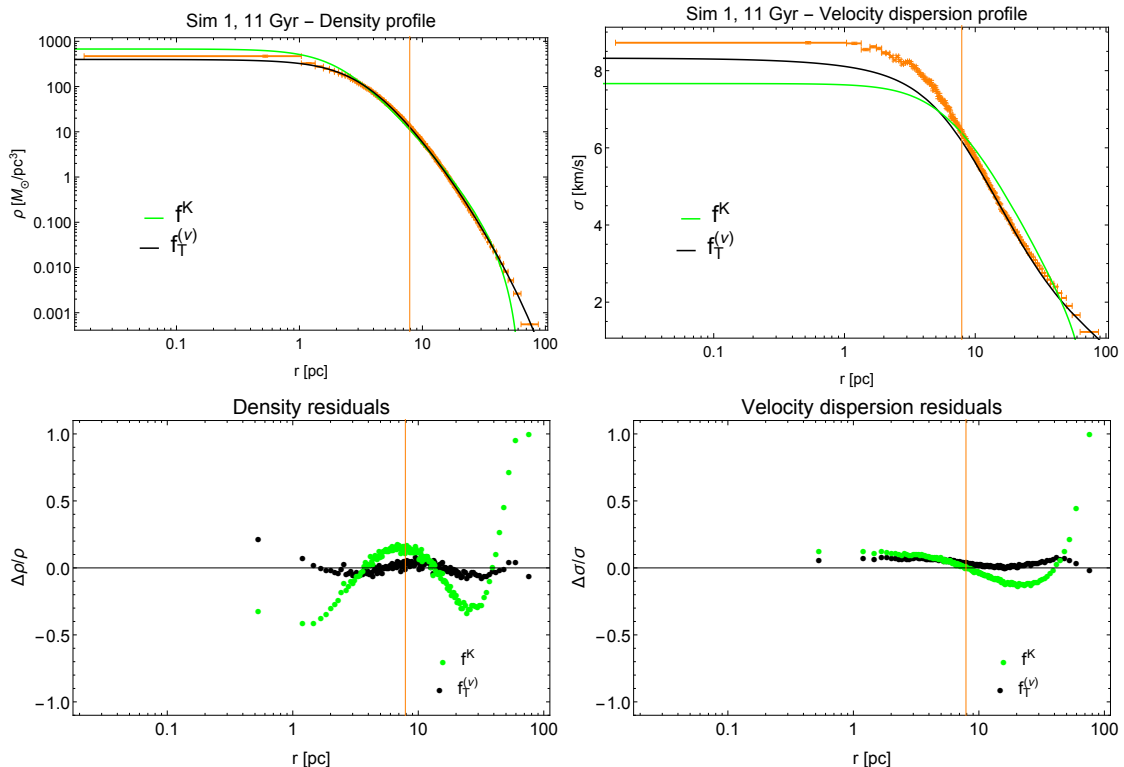 Sim 1, 11 Gyr − Density profile
1000
100
10
1
0.100
0.010
0.001
ρ [M⊙/pc³]
f^K
f_T^(ν)
0.1
1
10
100
r [pc]
Sim 1, 11 Gyr − Velocity dispersion profile
8
6
4
2
σ [km/s]
f^K
f_T^(ν)
0.1
1
10
100
r [pc]
Density residuals
1.0
0.5
0.0
−0.5
−1.0
Δρ/ρ
f^K
f_T^(ν)
0.1
1
10
100
r [pc]
Velocity dispersion residuals
1.0
0.5
0.0
−0.5
−1.0
Δσ/σ
f^K
f_T^(ν)
0.1
1
10
100
r [pc]